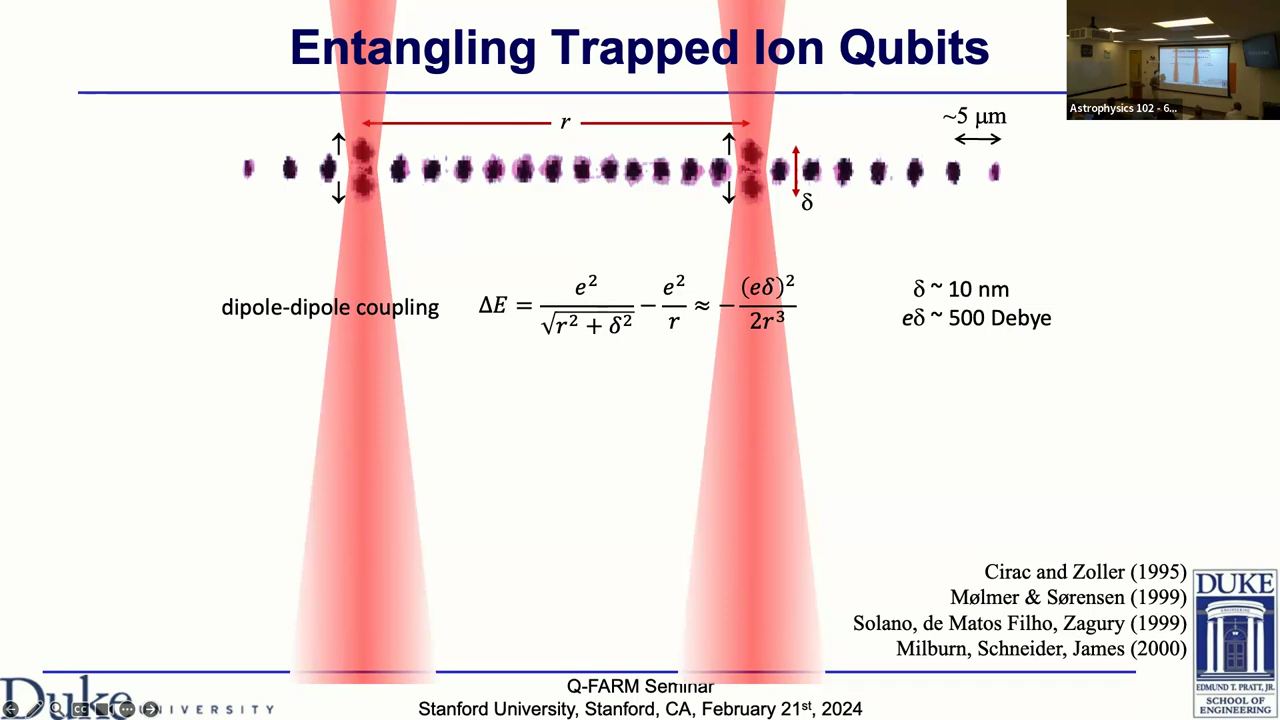 Entangling Trapped Ion Qubits
Astrophysics 102 - 6...
r
~5 μm
δ
dipole-dipole coupling
ΔE = e²/√(r² + δ²) − e²/r ≈ − (eδ)²/2r³
δ ~ 10 nm
eδ ~ 500 Debye
Cirac and Zoller (1995)
Mølmer & Sørensen (1999)
Solano, de Matos Filho, Zagury (1999)
Milburn, Schneider, James (2000)
DUKE
EDMUND T. PRATT, JR.
SCHOOL OF
ENGINEERING
Duke UNIVERSITY
CC
Q-FARM Seminar
Stanford University, Stanford, CA, February 21st, 2024